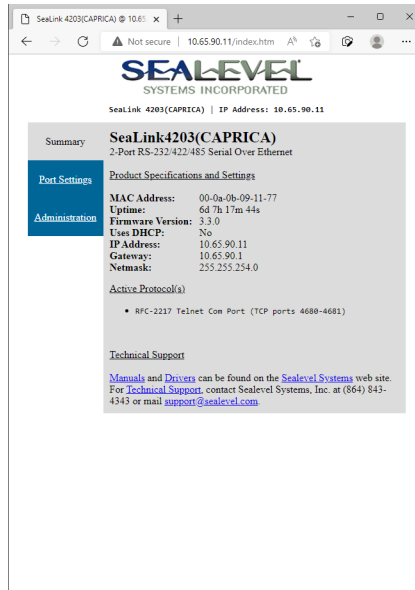 SeaLink 4203(CAPRICA) @ 10.65
Not secure | 10.65.90.11/index.htm
SEALEVEL
SYSTEMS INCORPORATED
SeaLink 4203(CAPRICA) | IP Address: 10.65.90.11
Summary
Port Settings
Administration
SeaLink4203(CAPRICA)
2-Port RS-232/422/485 Serial Over Ethernet
Product Specifications and Settings
MAC Address: 00-0a-0b-09-11-77
Uptime: 6d 7h 17m 44s
Firmware Version: 3.3.0
Uses DHCP: No
IP Address: 10.65.90.11
Gateway: 10.65.90.1
Netmask: 255.255.254.0
Active Protocol(s)
• RFC-2217 Telnet Com Port (TCP ports 4680-4681)
Technical Support
Manuals and Drivers can be found on the Sealevel Systems web site.
For Technical Support, contact Sealevel Systems, Inc. at (864) 843-
4343 or mail support@sealevel.com.